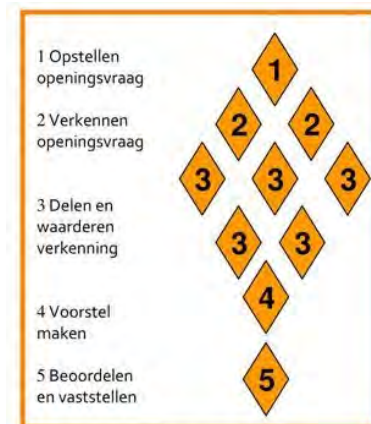 1 Opstellen
openingsvraag
1
2 Verkennen
openingsvraag
2 2
3 3 3
3 Delen en
waarderen
verkenning
3 3
4 Voorstel
maken
4
5 Beoordelen
en vaststellen
5